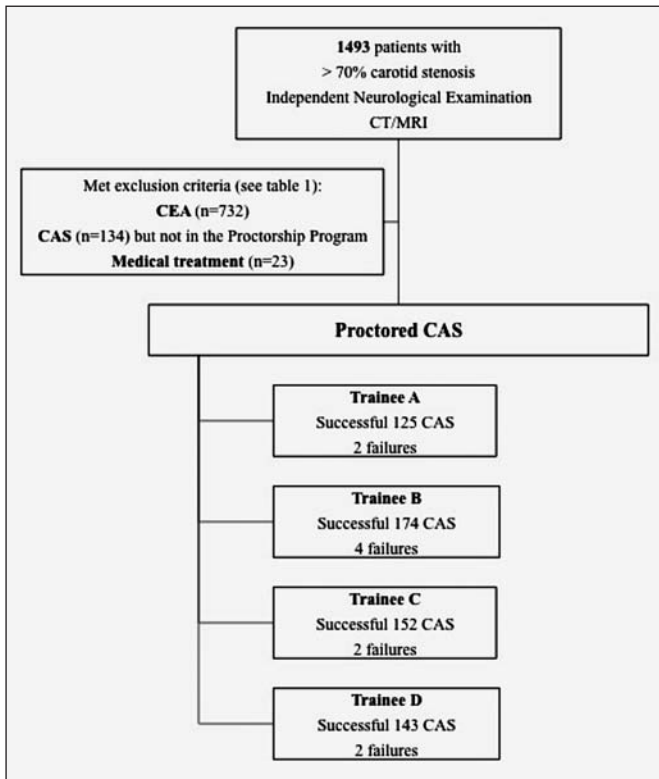 1493 patients with
> 70% carotid stenosis
Independent Neurological Examination
CT/MRI
Met exclusion criteria (see table 1):
CEA (n=732)
CAS (n=134) but not in the Proctorship Program
Medical treatment (n=23)
Proctored CAS
Trainee A
Successful 125 CAS
2 failures
Trainee B
Successful 174 CAS
4 failures
Trainee C
Successful 152 CAS
2 failures
Trainee D
Successful 143 CAS
2 failures